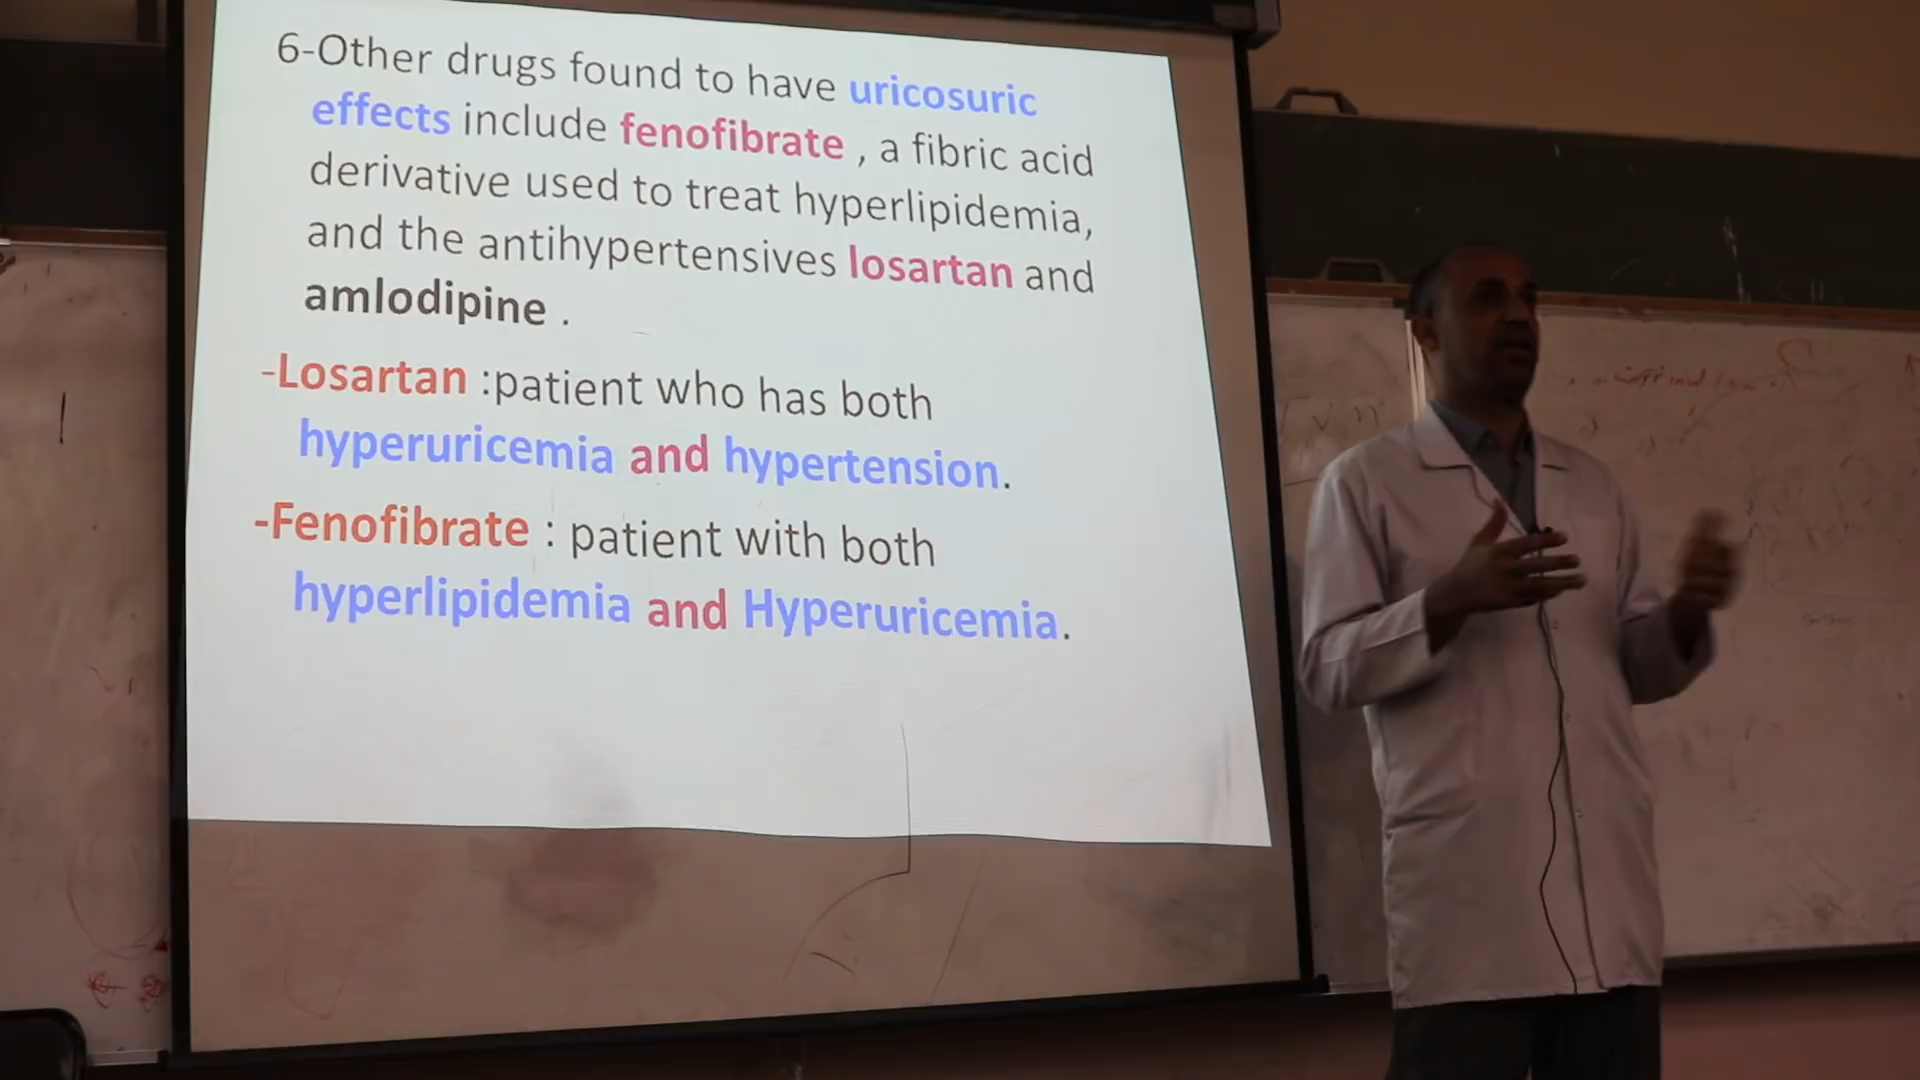 6-Other drugs found to have uricosuric
effects include fenofibrate , a fibric acid
derivative used to treat hyperlipidemia,
and the antihypertensives losartan and
amlodipine .
-Losartan :patient who has both
hyperuricemia and hypertension.
-Fenofibrate : patient with both
hyperlipidemia and Hyperuricemia.